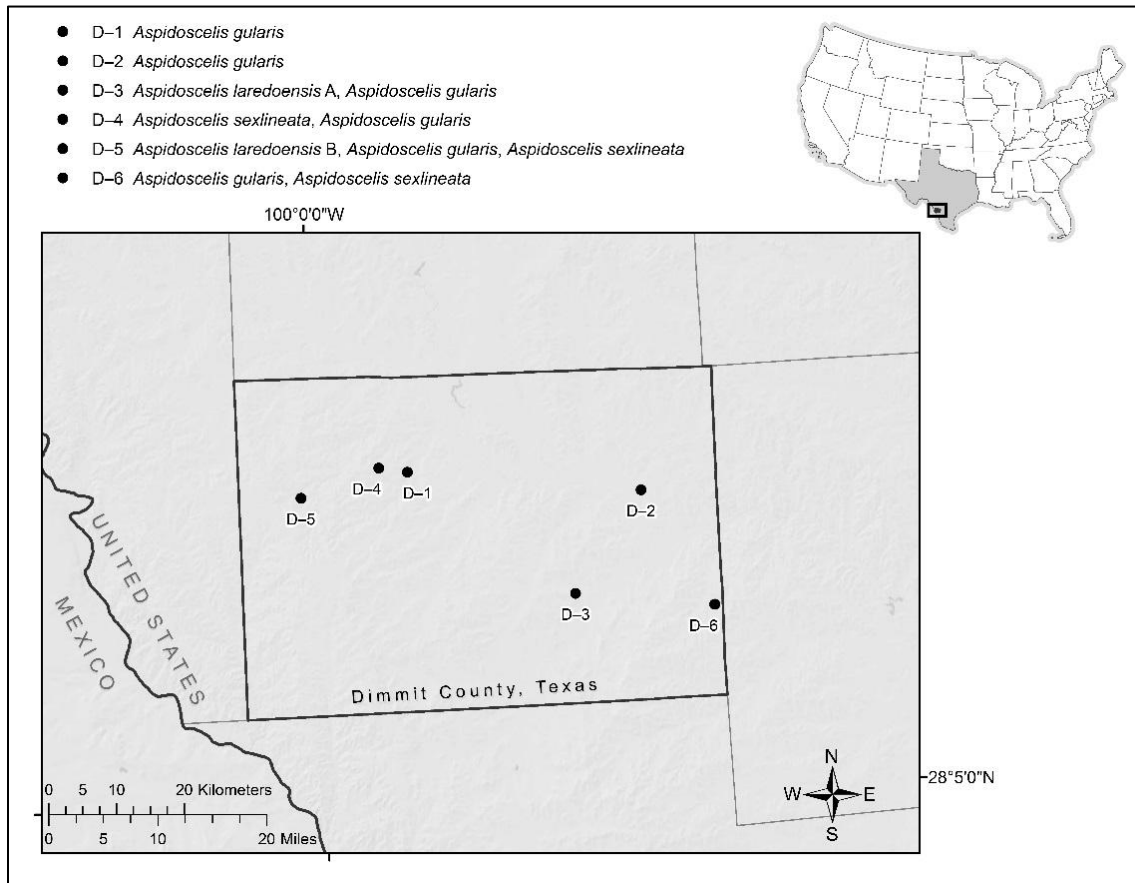 D–1 Aspidoscelis gularis
D–2 Aspidoscelis gularis
D–3 Aspidoscelis laredoensis A, Aspidoscelis gularis
D–4 Aspidoscelis sexlineata, Aspidoscelis gularis
D–5 Aspidoscelis laredoensis B, Aspidoscelis gularis, Aspidoscelis sexlineata
D–6 Aspidoscelis gularis, Aspidoscelis sexlineata
100°0'0"W
D–4
D–1
D–5
D–2
D–3
D–6
UNITED STATES
MEXICO
Dimmit County, Texas
N
W
E
S
28°5'0"N
0 5 10 20 Kilometers
0 5 10 20 Miles